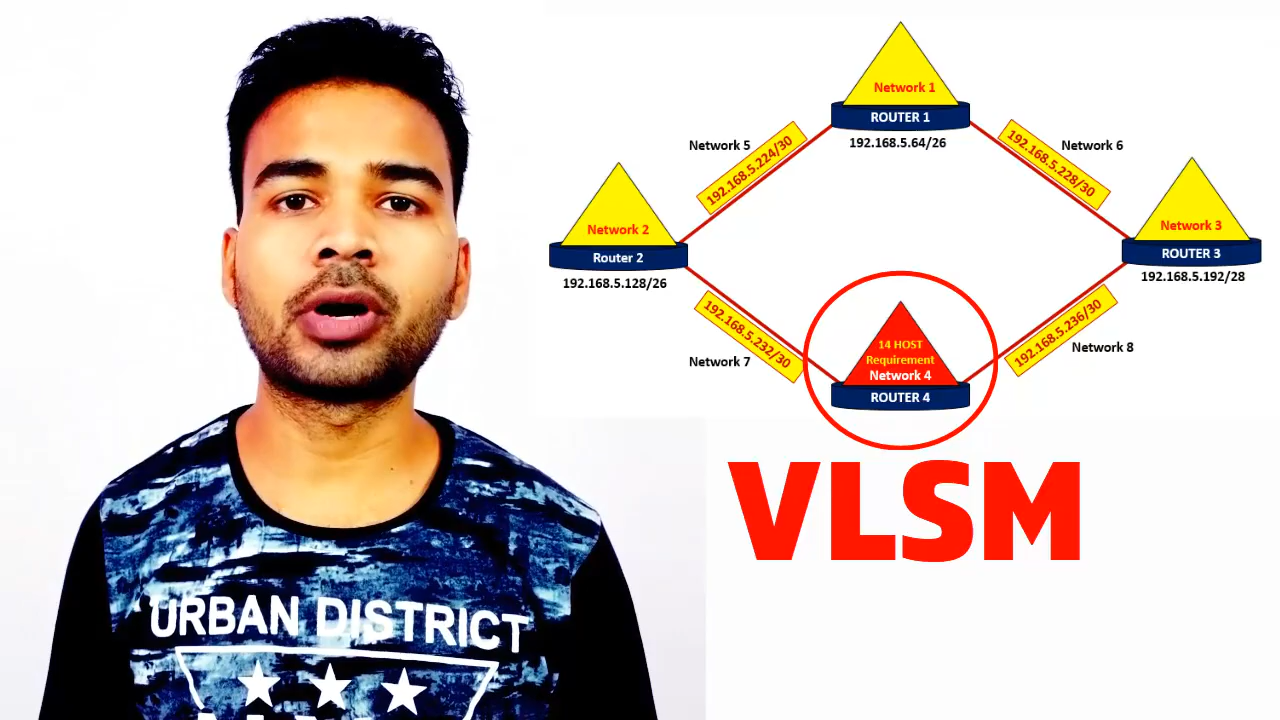 Network 1
ROUTER 1
192.168.5.64/26
Network 5
192.168.5.224/30
Network 6
192.168.5.228/30
Network 2
Router 2
192.168.5.128/26
Network 3
ROUTER 3
192.168.5.192/28
192.168.5.232/30
Network 7
14 HOST
Requirement
Network 4
ROUTER 4
192.168.5.236/30
Network 8
VLSM
URBAN DISTRICT